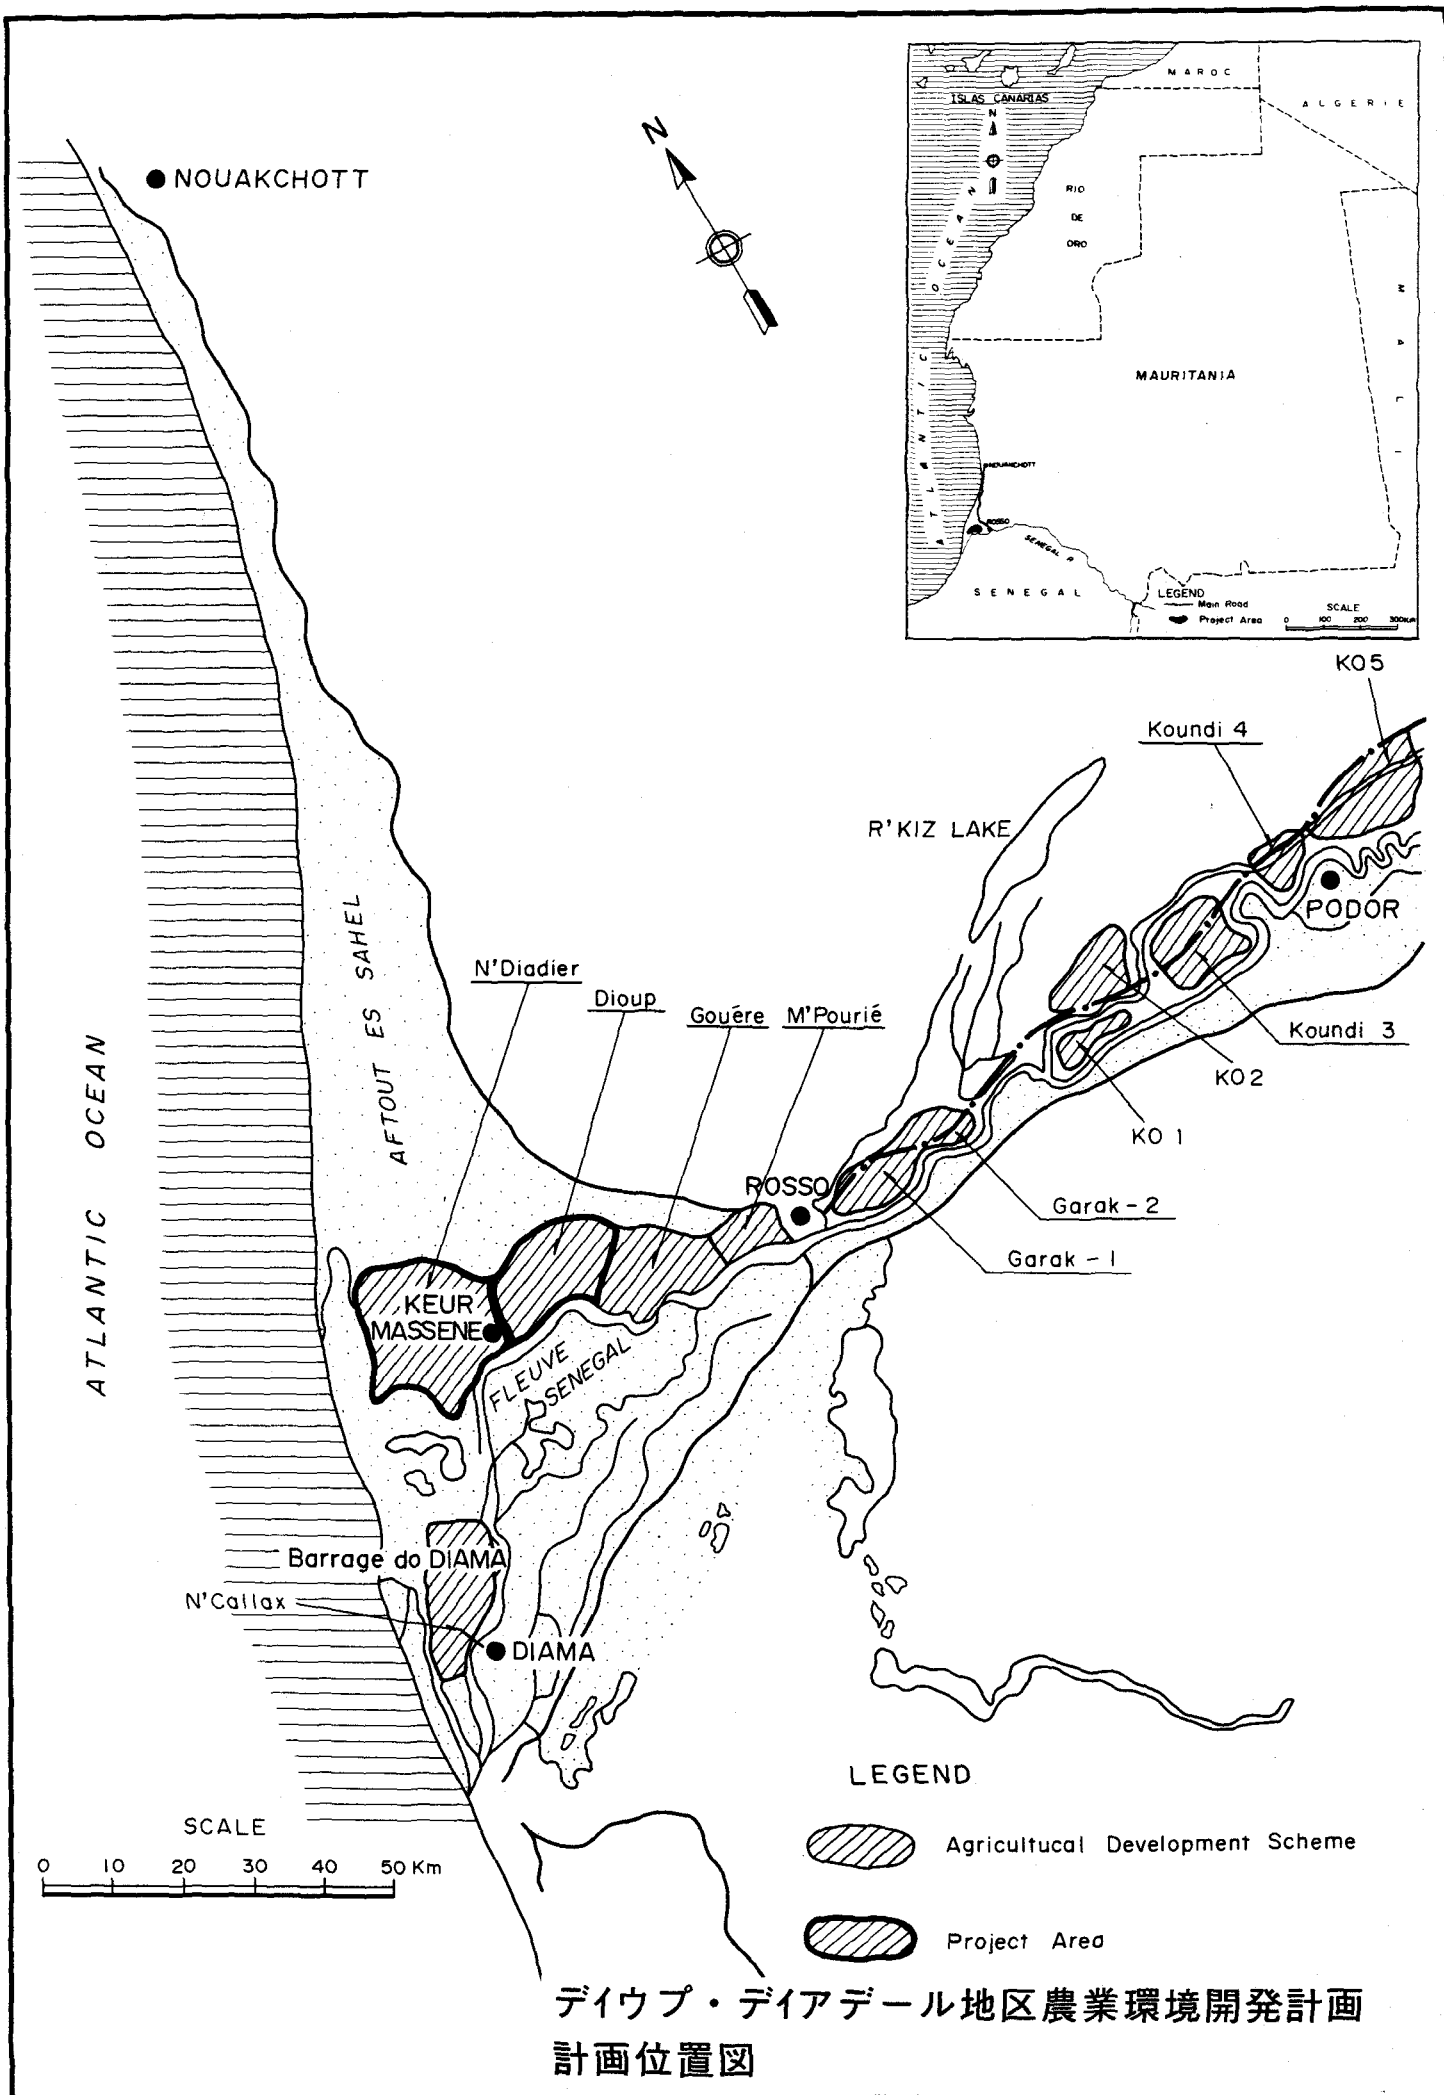 MAROC
ALGERIE
ISLAS CANARIAS
N
RIO
DE
ORO
ATLANTIC OCEAN
MALI
MAURITANIA
NOUAKCHOTT
ROSSO
SENEGAL R
SENEGAL
LEGEND
Main Road
Project Area
SCALE
0 100 200 300KM
NOUAKCHOTT
N
KO5
Koundi 4
R'KIZ LAKE
PODOR
AFTOUT ES SAHEL
N'Diadier
Dioup
Gouére
M'Pourié
Koundi 3
KO2
KO 1
ATLANTIC OCEAN
ROSSO
Garak-2
Garak-1
KEUR
MASSENE
FLEUVE
SENEGAL
Barrage do DIAMA
N'Callax
DIAMA
LEGEND
Agricultucal Development Scheme
Project Area
SCALE
0 10 20 30 40 50 Km
デイウプ・デイアデール地区農業環境開発計画
計画位置図